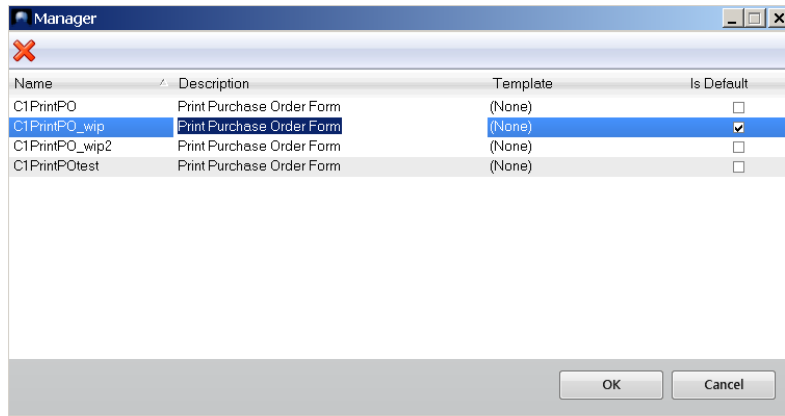 Manager
Name Description Template Is Default
C1PrintPO Print Purchase Order Form (None)
C1PrintPO_wip Print Purchase Order Form (None)
C1PrintPO_wip2 Print Purchase Order Form (None)
C1PrintPOtest Print Purchase Order Form (None)
OK Cancel